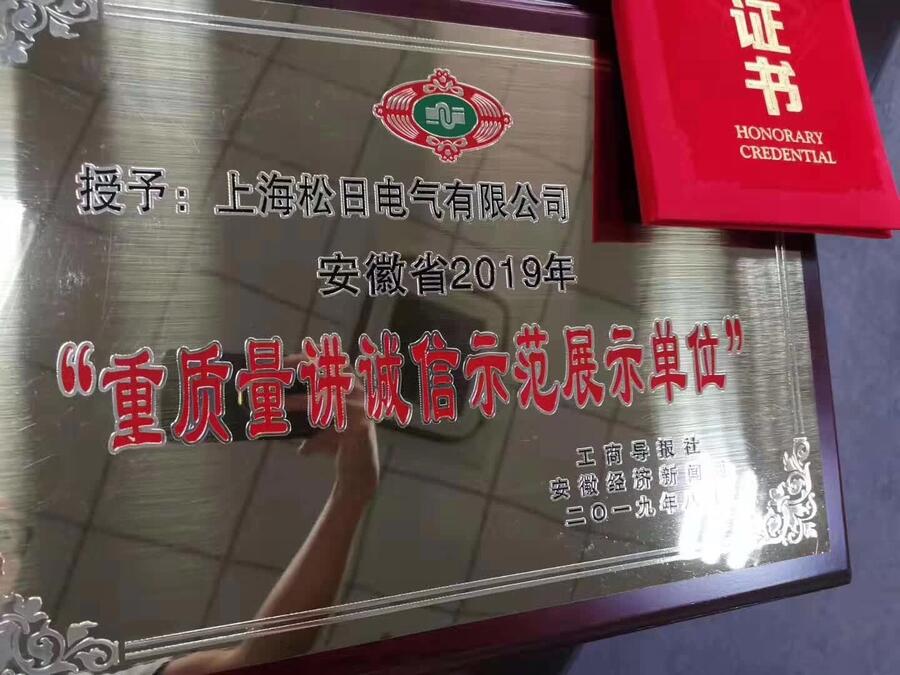 证书
HONORARY
CREDENTIAL
授予：上海松日电气有限公司
安徽省2019年
“重质量讲诚信示范展示单位”
工商导报社
安徽经济新闻
二〇一九年八